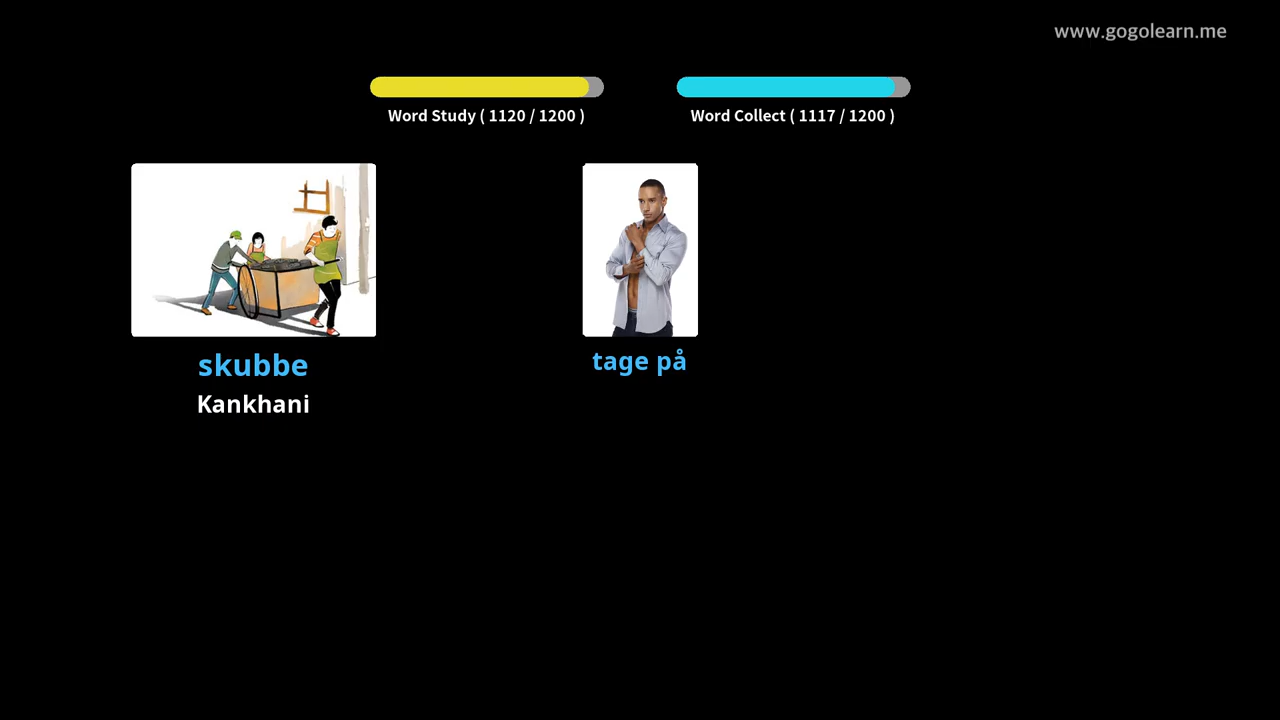 www.gogolearn.me
Word Study ( 1120 / 1200 )
Word Collect ( 1117 / 1200 )
skubbe
Kankhani
tage på